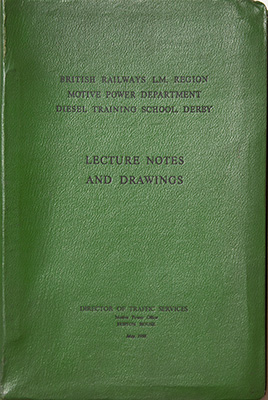 BRITISH RAILWAYS L.M. REGION
MOTIVE POWER DEPARTMENT
DIESEL TRAINING SCHOOL, DERBY
LECTURE NOTES
AND DRAWINGS
DIRECTOR OF TRAFFIC SERVICES
Motive Power Office
HOUSE